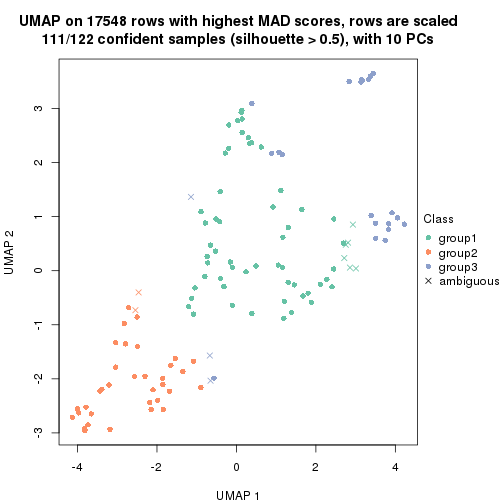 UMAP on 17548 rows with highest MAD scores, rows are scaled
111/122 confident samples (silhouette > 0.5), with 10 PCs
3
2
1
0
-1
-2
-3
UMAP 2
-4
-2
0
2
4
UMAP 1
Class
group1
group2
group3
ambiguous